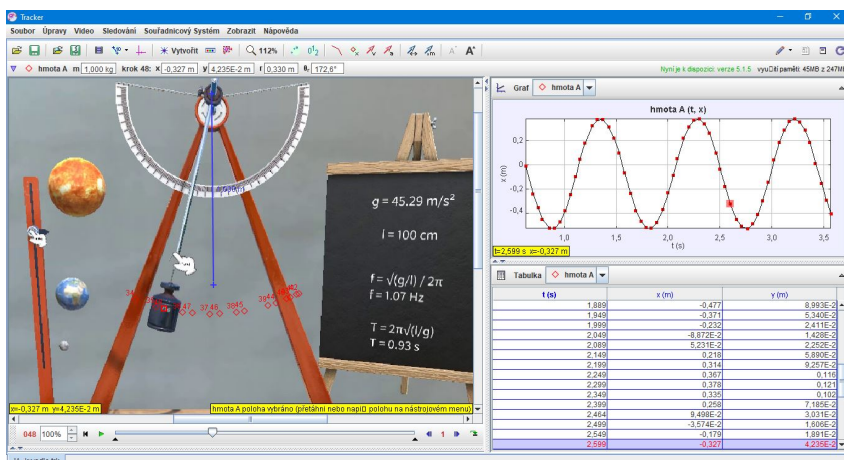 Tracker
Soubor Úpravy Video Sledování Souřadnicový Systém Zobrazit Nápověda
Vytvořit 112%
hmota A m 1,000 kg krok 48: x -0,327 m y 4,235E-2 m r 0,330 m θ, 172,6°
Nyní je k dispozici: verze 5.1.5 využití paměti: 45MB z 247MB
g = 45.29 m/s²
l = 100 cm
f = √(g/l) / 2π
f = 1.07 Hz
T = 2π√(l/g)
T = 0.93 s
x=-0,327 m y=4,235E-2 m
hmota A poloha vybráno (přetáhni nebo napiš polohu na nástrojovém menu)
048 100% 1
Graf hmota A
hmota A (t, x)
x (m)
0,2
-0,2
-0,4
1,0 1,5 2,0 2,5 3,0 3,5
t (s)
t=2,599 s x=-0,327 m
Tabulka hmota A
t (s) x (m) y (m)
1,889 -0,477 8,993E-2
1,949 -0,371 5,340E-2
1,999 -0,232 2,411E-2
2,049 -8,872E-2 1,428E-2
2,089 5,231E-2 2,252E-2
2,149 0,218 5,890E-2
2,199 0,314 9,257E-2
2,249 0,367 0,116
2,299 0,378 0,121
2,349 0,335 0,102
2,399 0,258 7,185E-2
2,464 9,498E-2 3,031E-2
2,499 -3,574E-2 1,606E-2
2,549 -0,179 1,891E-2
2,599 -0,327 4,235E-2